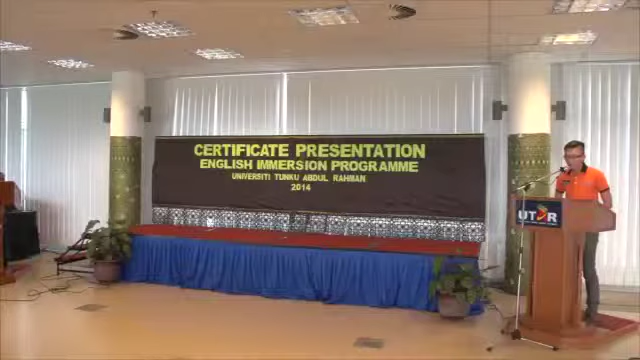 CERTIFICATE PRESENTATION
ENGLISH IMMERSION PROGRAMME
UNIVERSITI TUNKU ABDUL RAHMAN
2014
UTAR